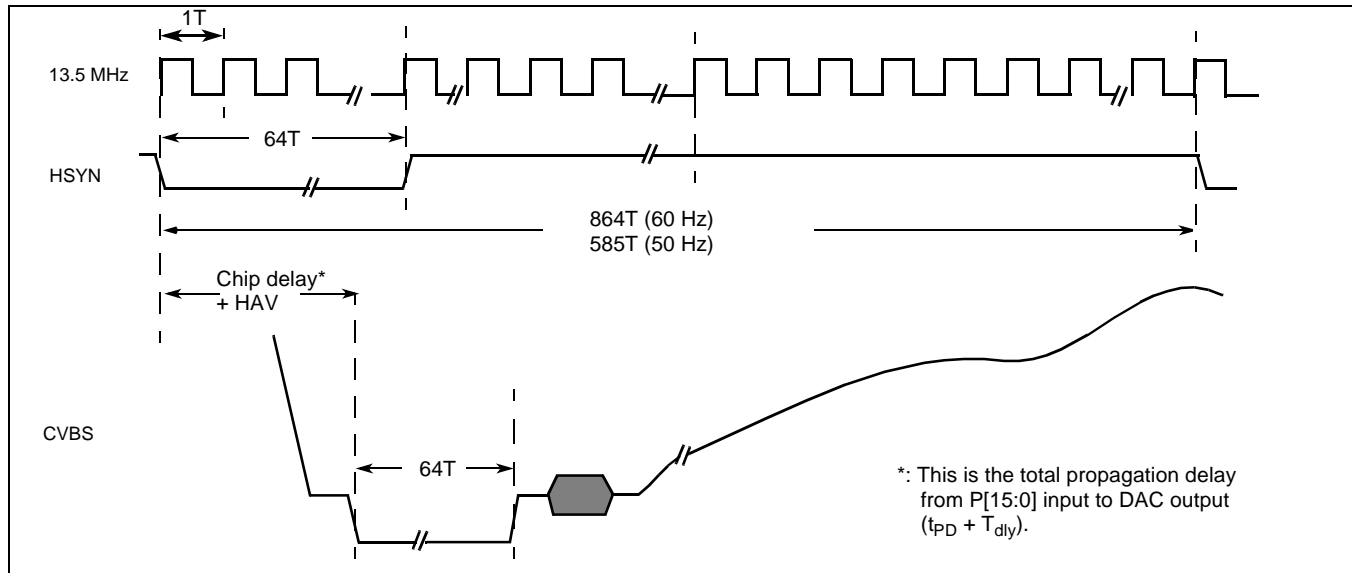 1T
13.5 MHz
64T
HSYN
864T (60 Hz)
585T (50 Hz)
Chip delay*
+ HAV
CVBS
64T
*: This is the total propagation delay
from P[15:0] input to DAC output
(tPD + Tdly).